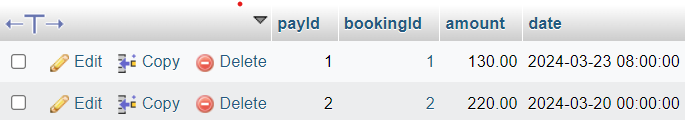 payId bookingId amount date
Edit Copy Delete 1 1 130.00 2024-03-23 08:00:00
Edit Copy Delete 2 2 220.00 2024-03-20 00:00:00